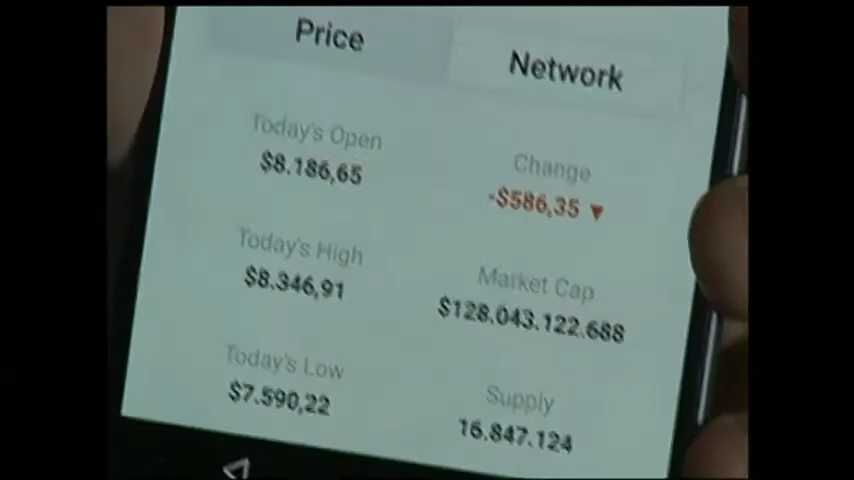 Price
Network
Today's Open
$8.186,65
Change
-$586,35 ▼
Today's High
$8.346,91
Market Cap
$128.043.122.688
Today's Low
$7.590,22
Supply
16.847.124